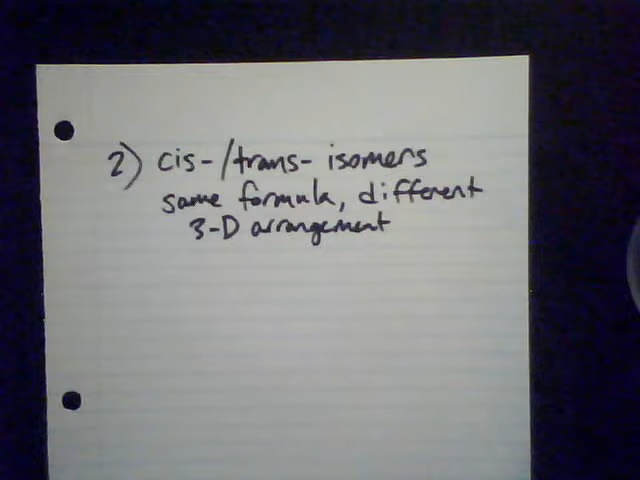 2) cis-/trans- isomers
same formula, different
3-D arrangement